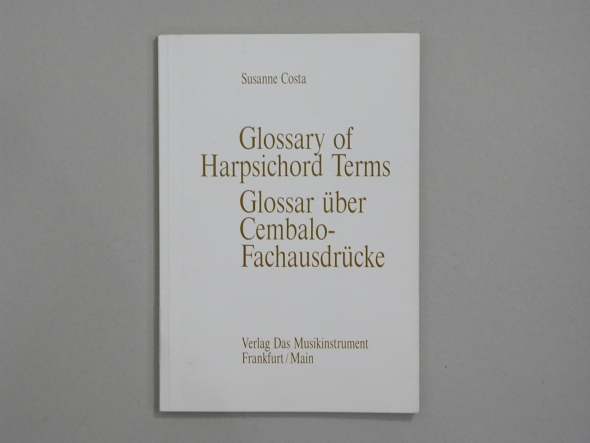 Susanne Costa
Glossary of
Harpsichord Terms
Glossar über
Cembalo-
Fachausdrücke
Verlag Das Musikinstrument
Frankfurt/Main